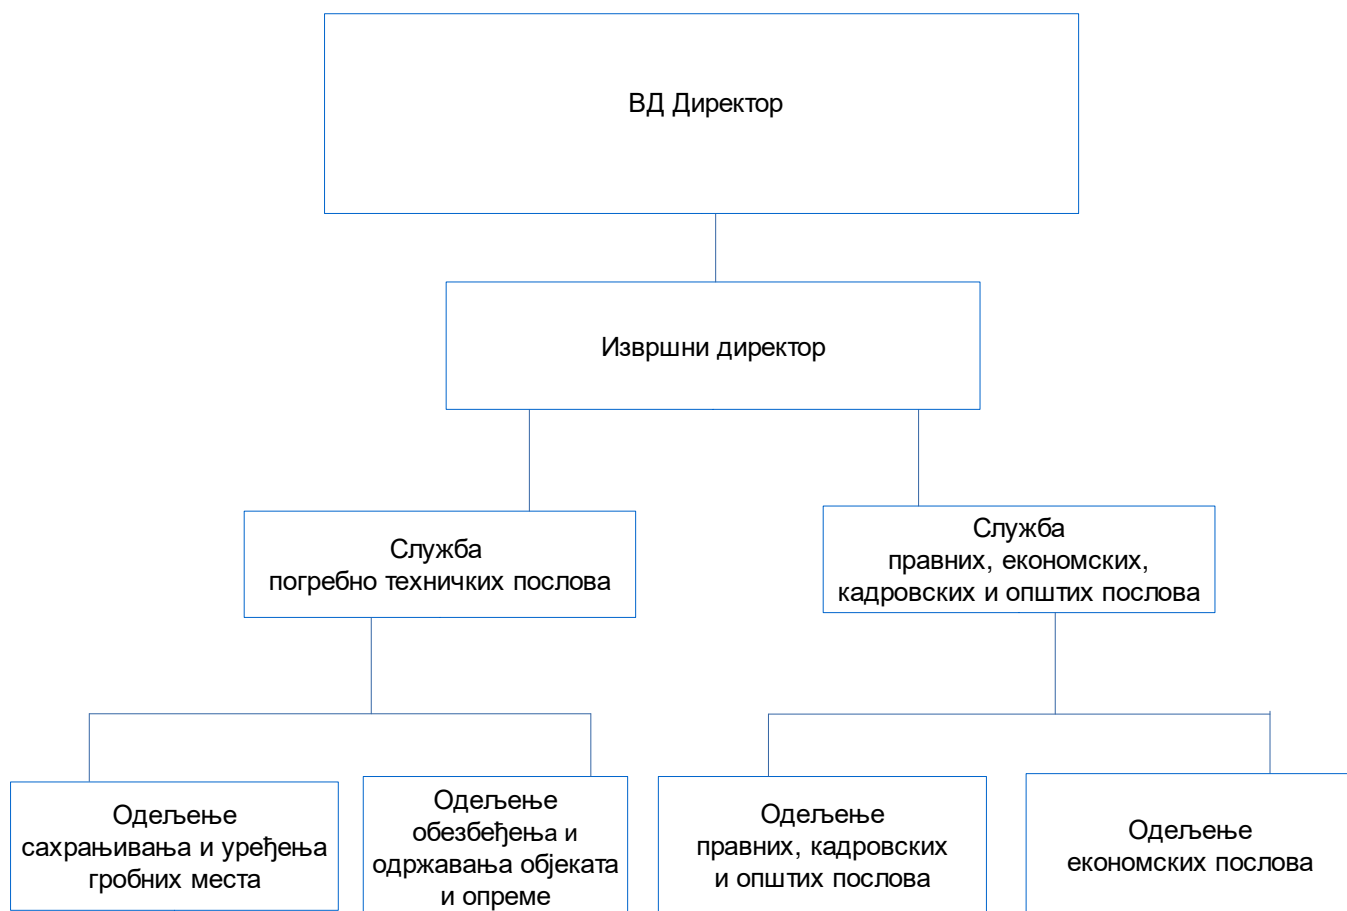 ВД Директор
Извршни директор
Служба
погребно техничких послова
Служба
правних, економских,
кадровских и општих послова
Одељење
сахрањивања и уређења
гробних места
Одељење
обезбеђења и
одржавања објеката
и опреме
Одељење
правних, кадровских
и општих послова
Одељење
економских послова